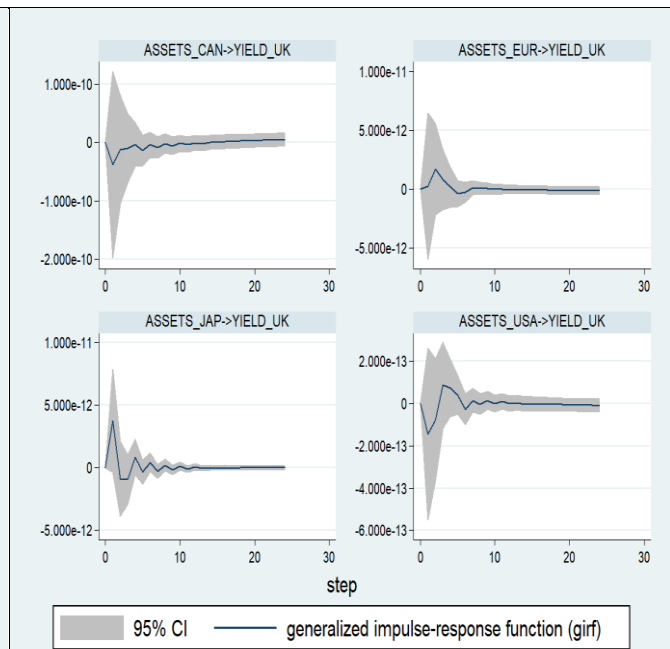 ASSETS_CAN->YIELD_UK
ASSETS_EUR->YIELD_UK
1.000e-10
0
-1.000e-10
-2.000e-10
0 10 20 30
1.000e-11
5.000e-12
0
-5.000e-12
0 10 20 30
ASSETS_JAP->YIELD_UK
ASSETS_USA->YIELD_UK
1.000e-11
5.000e-12
0
-5.000e-12
0 10 20 30
2.000e-13
0
-2.000e-13
-4.000e-13
-6.000e-13
0 10 20 30
step
95% CI
generalized impulse-response function (girf)